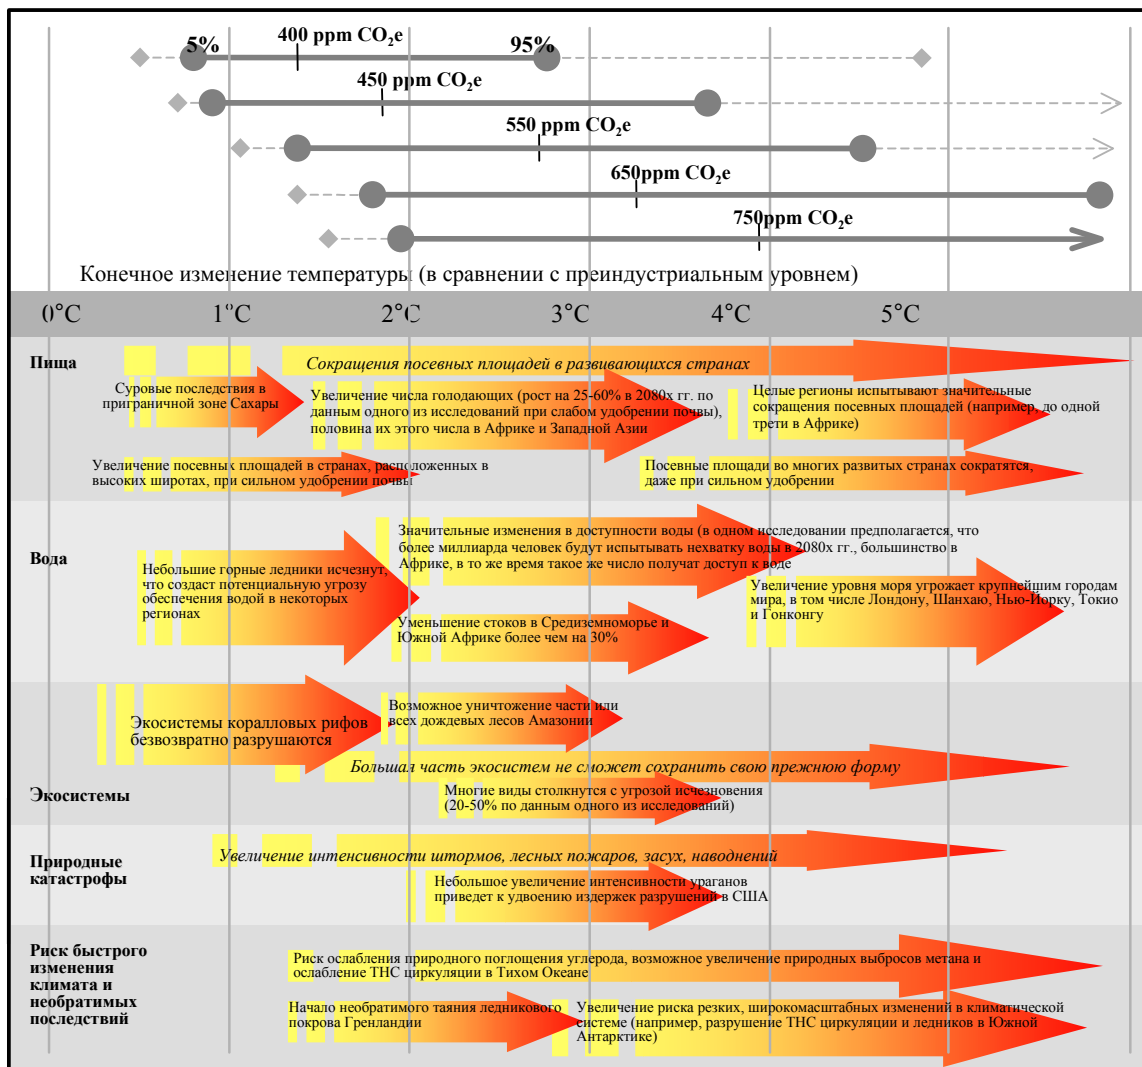 5%
400 ppm CO₂e
95%
450 ppm CO₂e
550 ppm CO₂e
650ppm CO₂e
750ppm CO₂e
Конечное изменение температуры (в сравнении с преиндустриальным уровнем)
0°C 1°C 2°C 3°C 4°C 5°C
Пища
Сокращения посевных площадей в развивающихся странах
Суровые последствия в
приграничной зоне Сахары
Увеличение числа голодающих (рост на 25-60% в 2080х гг. по
данным одного из исследований при слабом удобрении почвы),
половина их этого числа в Африке и Западной Азии
Целые регионы испытывают значительные
сокращения посевных площадей (например, до одной
трети в Африке)
Увеличение посевных площадей в странах, расположенных в
высоких широтах, при сильном удобрении почвы
Посевные площади во многих развитых странах сократятся,
даже при сильном удобрении
Вода
Небольшие горные ледники исчезнут,
что создаст потенциальную угрозу
обеспечения водой в некоторых
регионах
Значительные изменения в доступности воды (в одном исследовании предполагается, что
более миллиарда человек будут испытывать нехватку воды в 2080х гг., большинство в
Африке, в то же время такое же число получат доступ к воде
Уменьшение стоков в Средиземноморье и
Южной Африке более чем на 30%
Увеличение уровня моря угрожает крупнейшим городам
мира, в том числе Лондону, Шанхаю, Нью-Йорку, Токио
и Гонконгу
Экосистемы
Экосистемы коралловых рифов
безвозвратно разрушаются
Возможное уничтожение части или
всех дождевых лесов Амазонии
Большая часть экосистем не сможет сохранить свою прежнюю форму
Многие виды столкнутся с угрозой исчезновения
(20-50% по данным одного из исследований)
Природные
катастрофы
Увеличение интенсивности штормов, лесных пожаров, засух, наводнений
Небольшое увеличение интенсивности ураганов
приведет к удвоению издержек разрушений в США
Риск быстрого
изменения
климата и
необратимых
последствий
Риск ослабления природного поглощения углерода, возможное увеличение природных выбросов метана и
ослабление ТНС циркуляции в Тихом Океане
Начало необратимого таяния ледникового
покрова Гренландии
Увеличение риска резких, широкомасштабных изменений в климатической
системе (например, разрушение ТНС циркуляции и ледников в Южной
Антарктике)